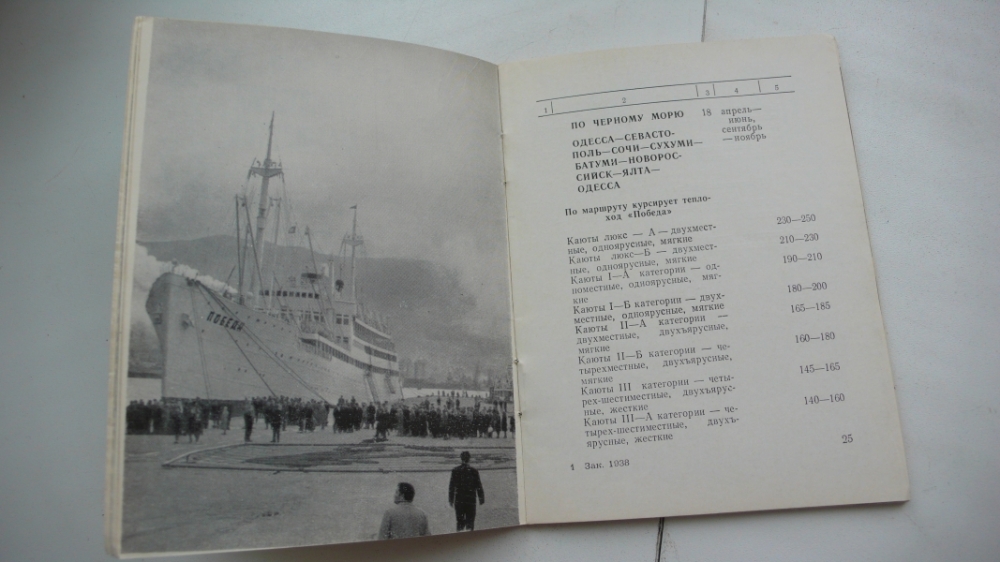 ПОБЕДА
1 2 3 4 5
ПО ЧЕРНОМУ МОРЮ 18 апрель—
июнь,
ОДЕССА—СЕВАСТО- сентябрь
ПОЛЬ—СОЧИ—СУХУМИ— —ноябрь
БАТУМИ—НОВОРОС-
СИЙСК—ЯЛТА—
ОДЕССА
По маршруту курсирует тепло-
ход «Победа»
Каюты люкс — А — двухмест- 230—250
ные, одноярусные, мягкие
Каюты люкс—Б — двухмест- 210—230
ные, одноярусные, мягкие
Каюты I—А категории — од- 190—210
номестные, одноярусные, мяг-
кие
Каюты I—Б категории — двух- 180—200
местные, одноярусные, мягкие
Каюты II—А категории — 165—185
двухместные, двухъярусные,
мягкие
Каюты II—Б категории — че- 160—180
тырехместные, двухъярусные,
мягкие
Каюты III категории — четы- 145—165
рех-шестиместные, двухъярус-
ные, жесткие
Каюты III—А категории — че- 140—160
тырех-шестиместные, двухъ-
ярусные, жесткие
25
1 Зак. 1938